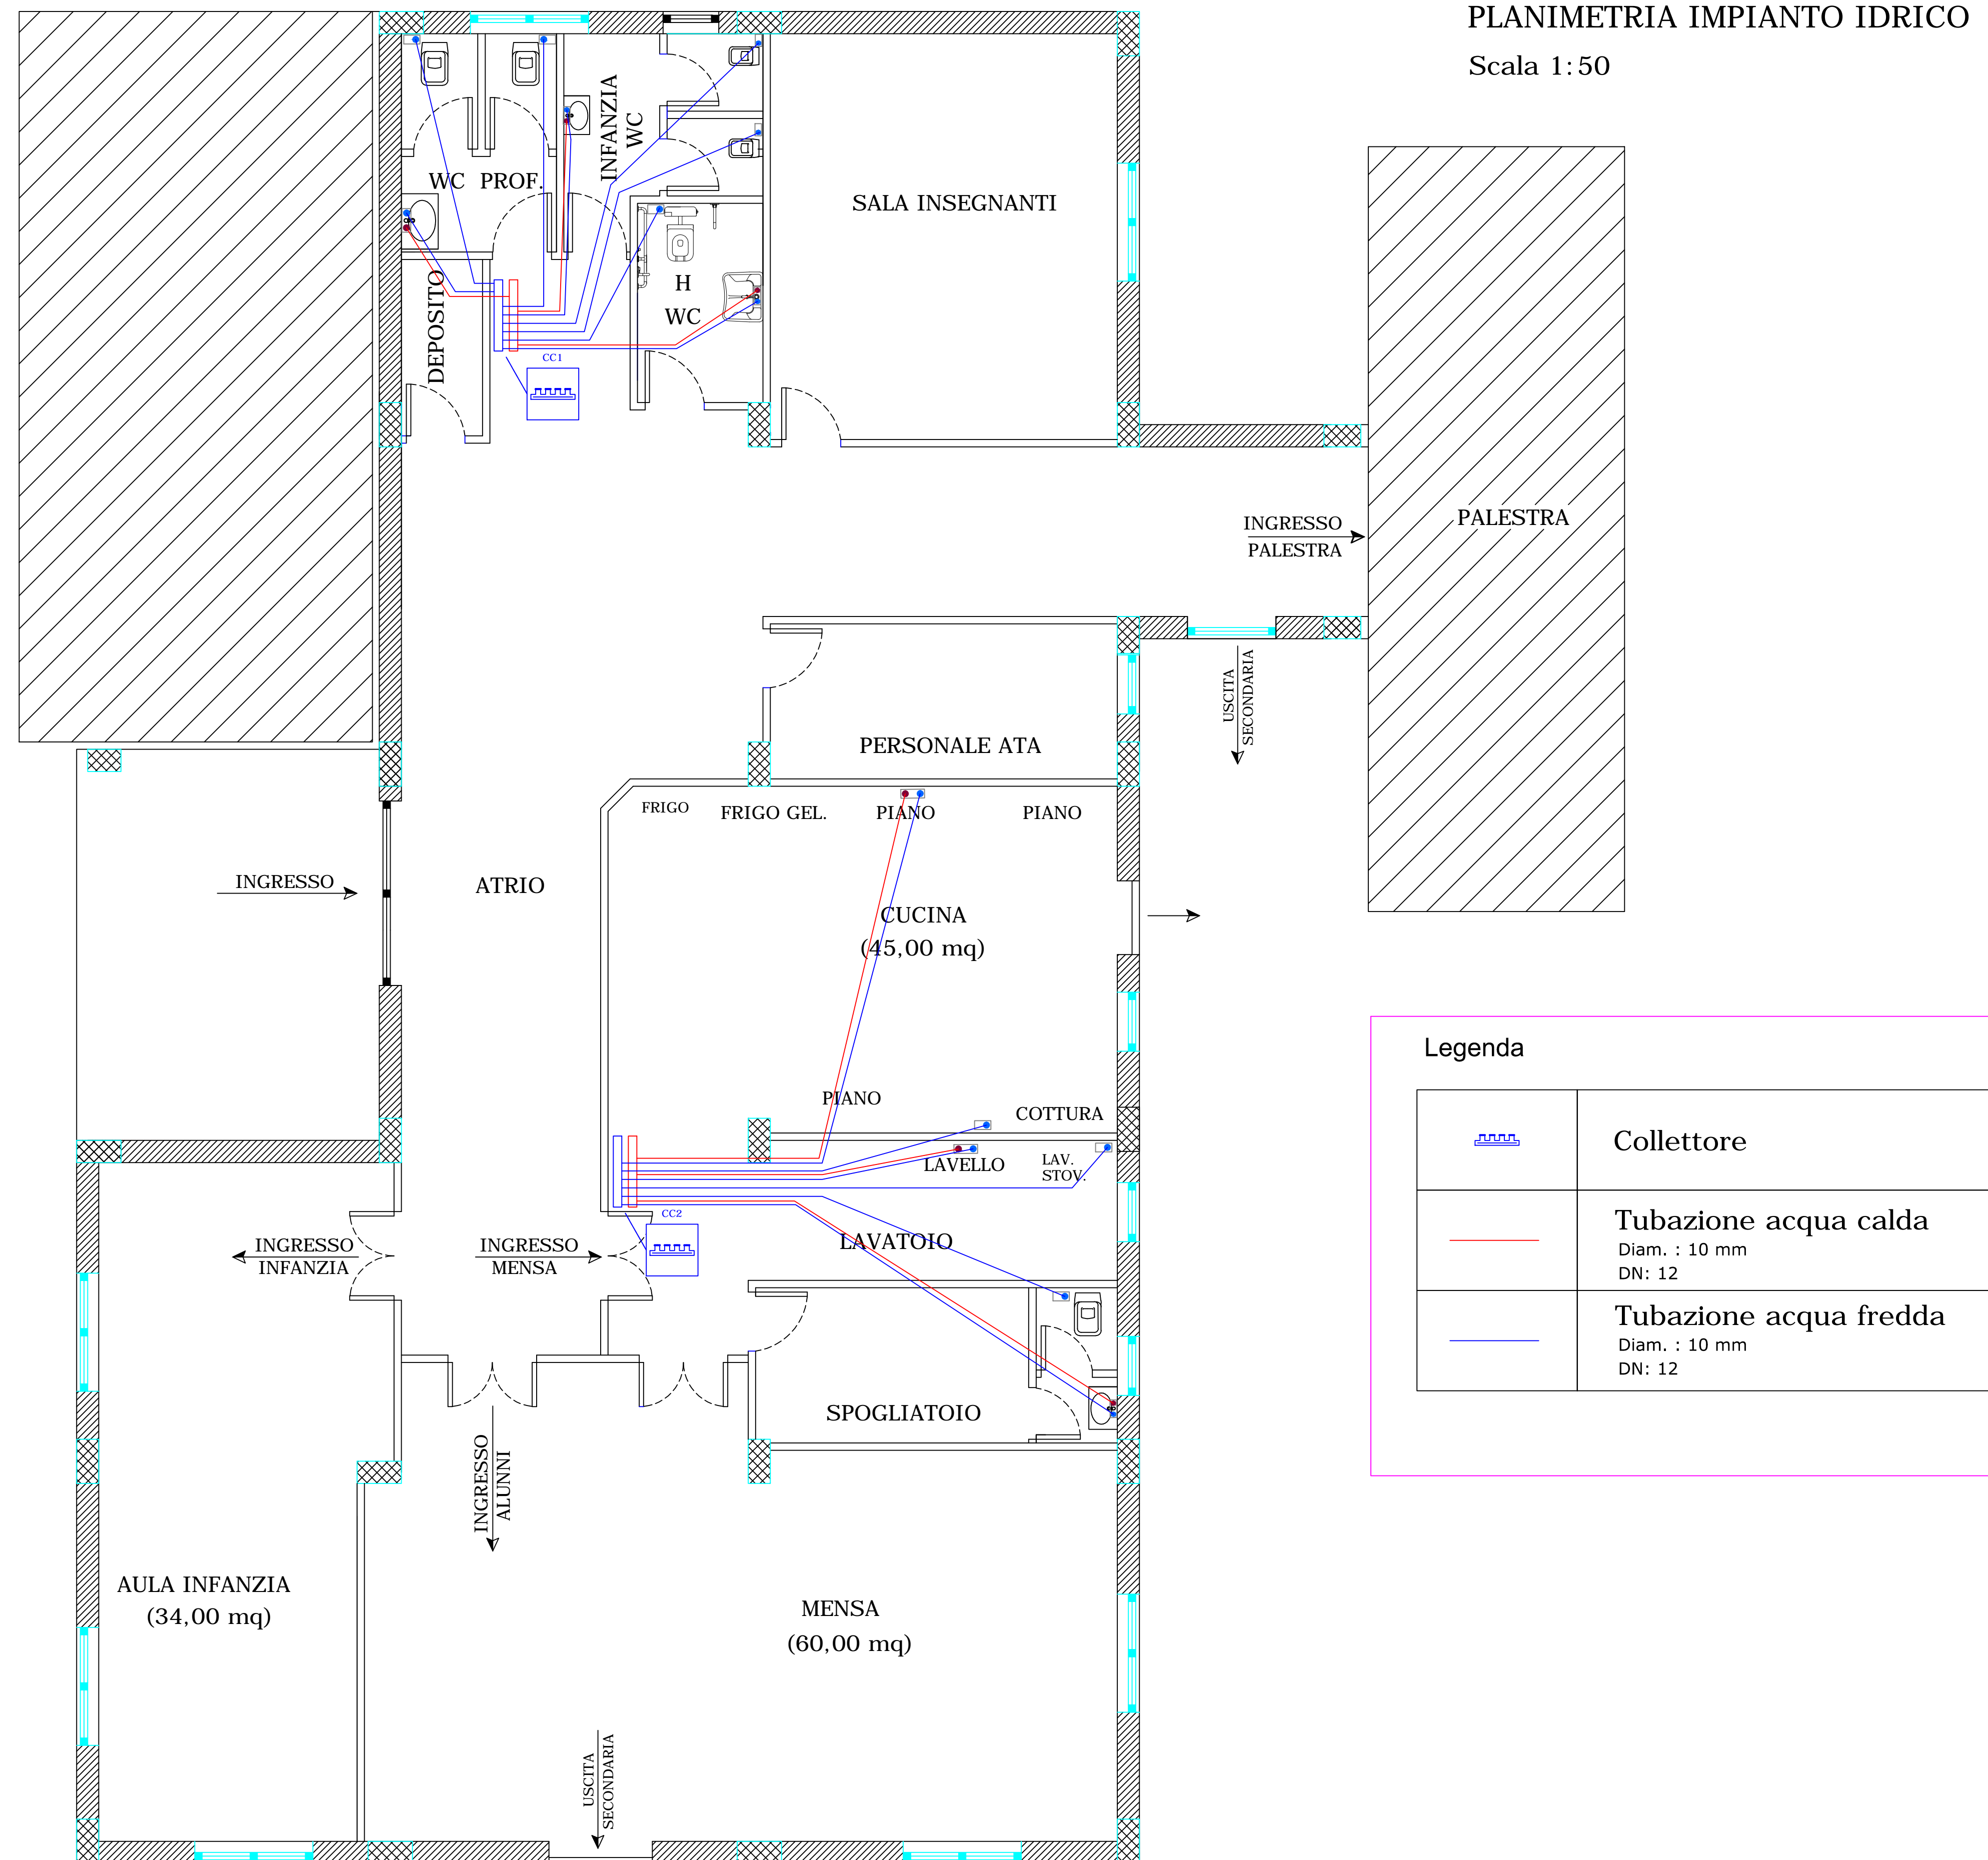 PLANIMETRIA IMPIANTO IDRICO
Scala 1:50
INFANZIA
WC
WC PROF.
SALA INSEGNANTI
DEPOSITO
H
WC
CC1
INGRESSO
PALESTRA
PALESTRA
USCITA
SECONDARIA
PERSONALE ATA
FRIGO
FRIGO GEL.
PIANO
PIANO
INGRESSO
ATRIO
CUCINA
(45,00 mq)
PIANO
COTTURA
LAVELLO
LAV.
STOV.
CC2
LAVATOIO
INGRESSO
INFANZIA
INGRESSO
MENSA
SPOGLIATOIO
INGRESSO
ALUNNI
AULA INFANZIA
(34,00 mq)
MENSA
(60,00 mq)
USCITA
SECONDARIA
Legenda
Collettore
Tubazione acqua calda
Diam. : 10 mm
DN: 12
Tubazione acqua fredda
Diam. : 10 mm
DN: 12